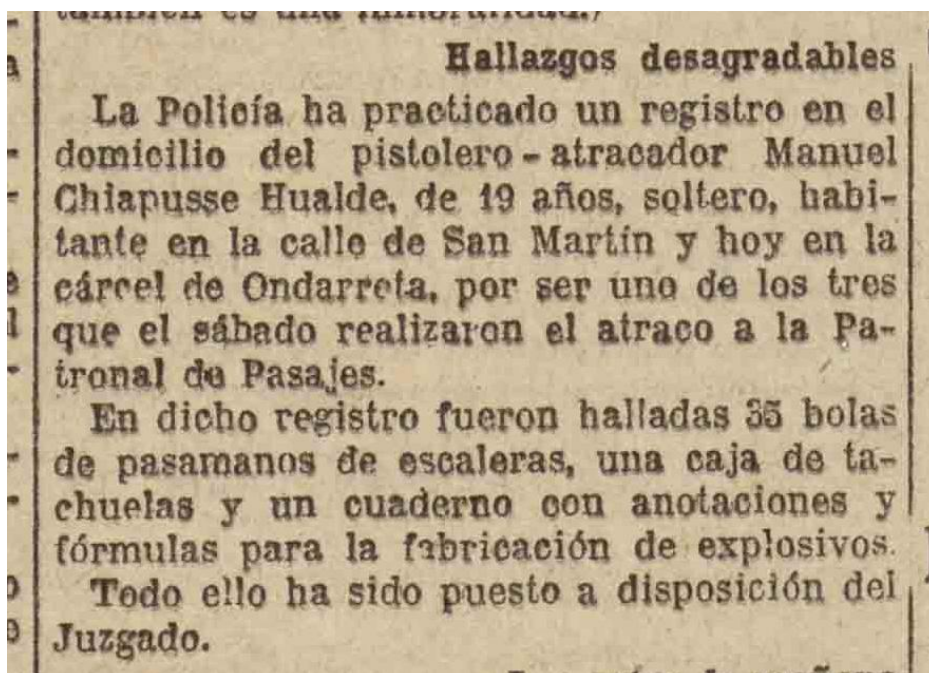 también es una inmoralidad.)
Hallazgos desagradables
La Policía ha practicado un registro en el
domicilio del pistolero-atracador Manuel
Chiapusse Hualde, de 19 años, soltero, habi-
tante en la calle de San Martín y hoy en la
cárcel de Ondarreta, por ser uno de los tres
que el sábado realizaron el atraco a la Pa-
tronal de Pasajes.
En dicho registro fueron halladas 35 bolas
de pasamanos de escaleras, una caja de ta-
chuelas y un cuaderno con anotaciones y
fórmulas para la fabricación de explosivos.
Todo ello ha sido puesto a disposición del
Juzgado.